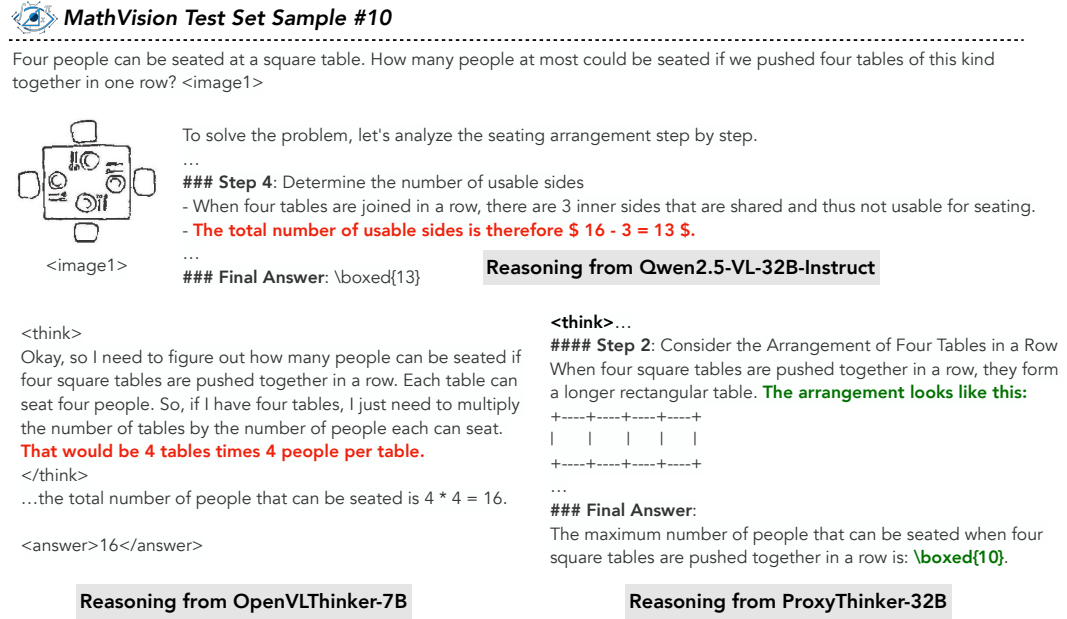 MathVision Test Set Sample #10
Four people can be seated at a square table. How many people at most could be seated if we pushed four tables of this kind
together in one row? <image1>
<image1>
To solve the problem, let's analyze the seating arrangement step by step.
…
### Step 4: Determine the number of usable sides
- When four tables are joined in a row, there are 3 inner sides that are shared and thus not usable for seating.
- The total number of usable sides is therefore $ 16 - 3 = 13 $.
…
### Final Answer: \boxed{13}
Reasoning from Qwen2.5-VL-32B-Instruct
<think>
Okay, so I need to figure out how many people can be seated if
four square tables are pushed together in a row. Each table can
seat four people. So, if I have four tables, I just need to multiply
the number of tables by the number of people each can seat.
That would be 4 tables times 4 people per table.
</think>
…the total number of people that can be seated is 4 * 4 = 16.
<answer>16</answer>
Reasoning from OpenVLThinker-7B
<think>…
#### Step 2: Consider the Arrangement of Four Tables in a Row
When four square tables are pushed together in a row, they form
a longer rectangular table. The arrangement looks like this:
+----+----+----+----+
| | | | |
+----+----+----+----+
…
### Final Answer:
The maximum number of people that can be seated when four
square tables are pushed together in a row is: \boxed{10}.
Reasoning from ProxyThinker-32B